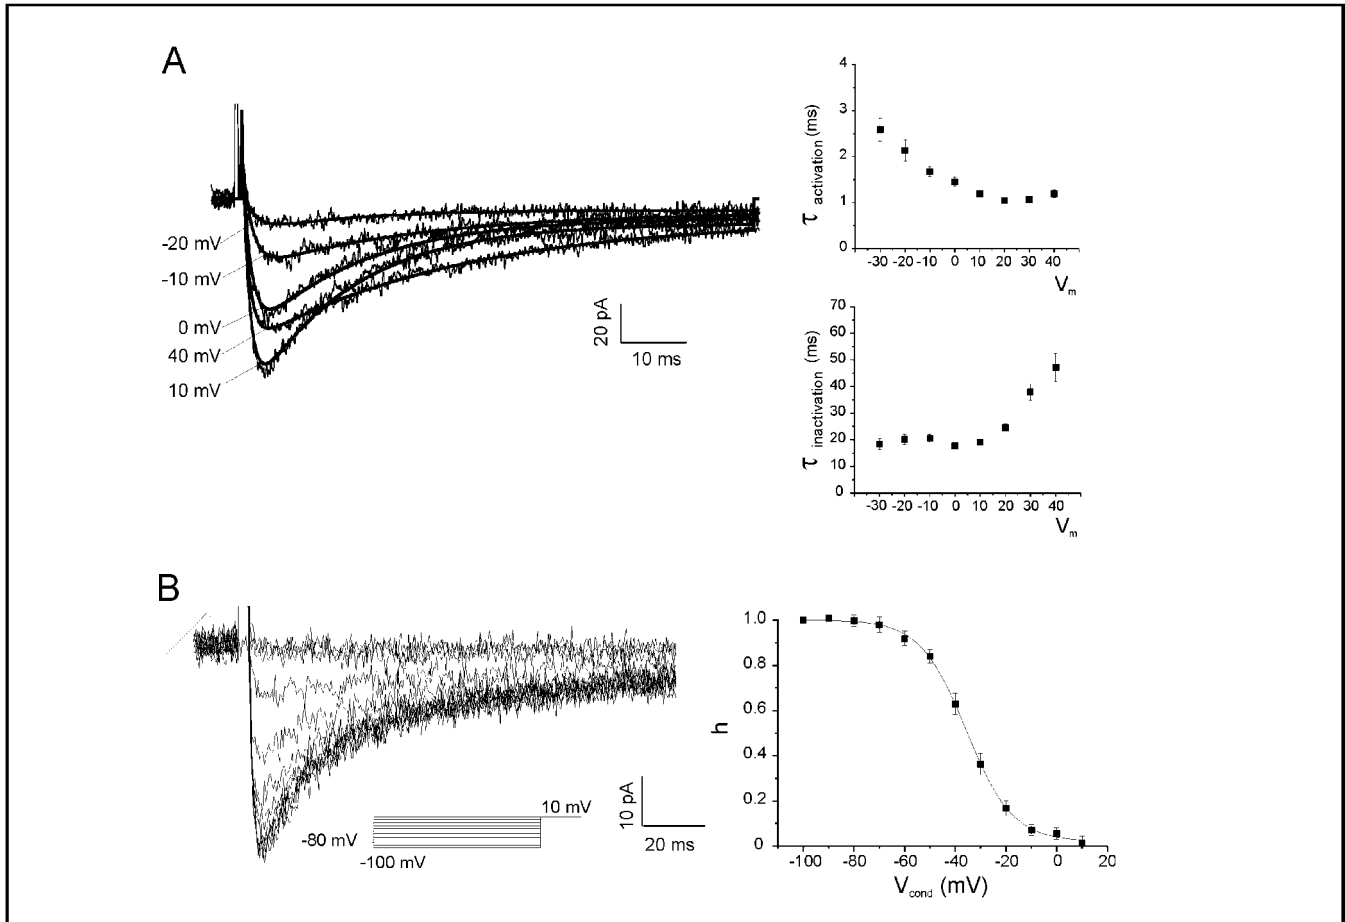 A
-20 mV
-10 mV
0 mV
40 mV
10 mV
20 pA
10 ms
τ activation (ms)
4
3
2
1
0
-30 -20 -10 0 10 20 30 40
Vm
τ inactivation (ms)
70
60
50
40
30
20
10
0
-30 -20 -10 0 10 20 30 40
Vm
B
-80 mV
-100 mV
10 mV
10 pA
20 ms
h
1.0
0.8
0.6
0.4
0.2
0
-100 -80 -60 -40 -20 0 20
Vcond (mV)